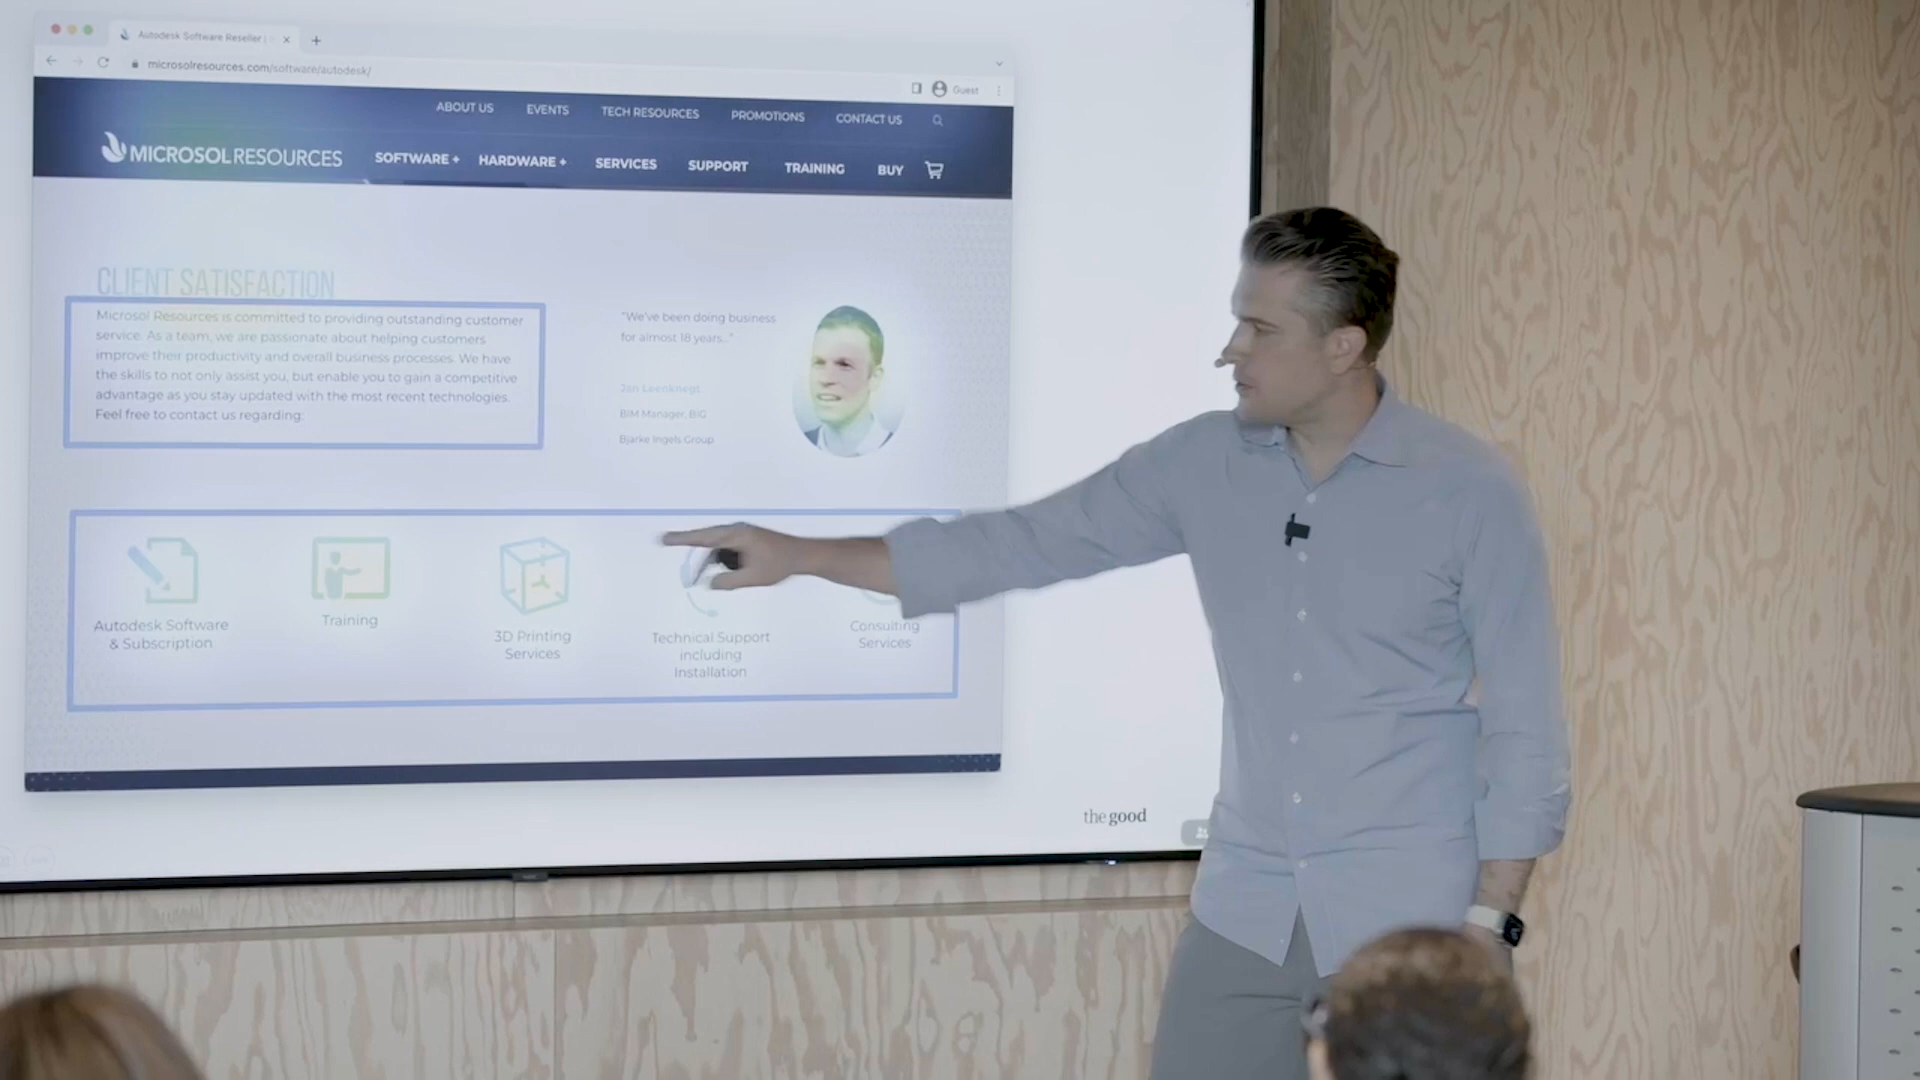 Autodesk Software Reseller |
microsolresources.com/software/autodesk/
Guest
ABOUT US EVENTS TECH RESOURCES PROMOTIONS CONTACT US
MICROSOL RESOURCES SOFTWARE + HARDWARE + SERVICES SUPPORT TRAINING BUY
CLIENT SATISFACTION
Microsol Resources is committed to providing outstanding customer
service. As a team, we are passionate about helping customers
improve their productivity and overall business processes. We have
the skills to not only assist you, but enable you to gain a competitive
advantage as you stay updated with the most recent technologies.
Feel free to contact us regarding:
"We've been doing business
for almost 18 years..."
Jan Leenknegt
BIM Manager, BIG
Bjarke Ingels Group
Autodesk Software
& Subscription
Training
3D Printing
Services
Technical Support
including
Installation
Consulting
Services
the good